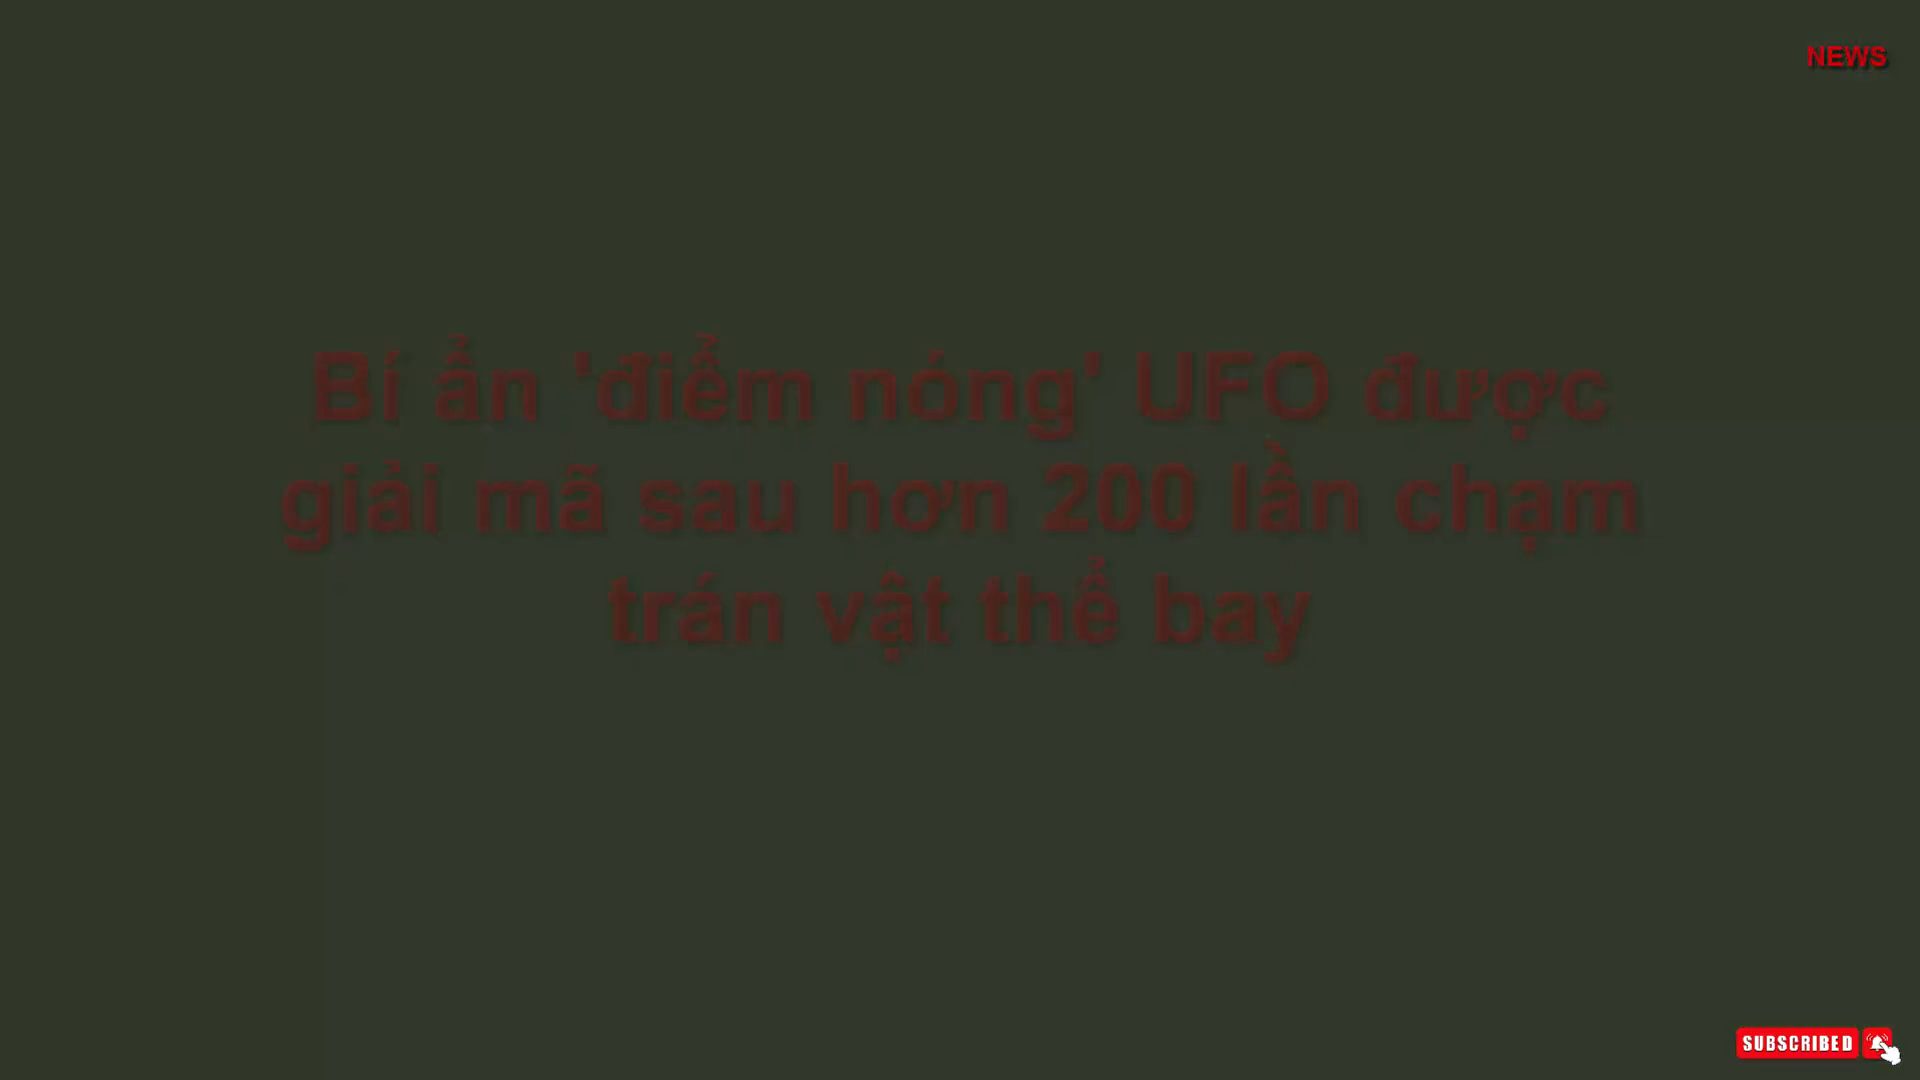 NEWS
Bí ẩn 'điểm nóng' UFO được
giải mã sau hơn 200 lần chạm
trán vật thể bay
SUBSCRIBED